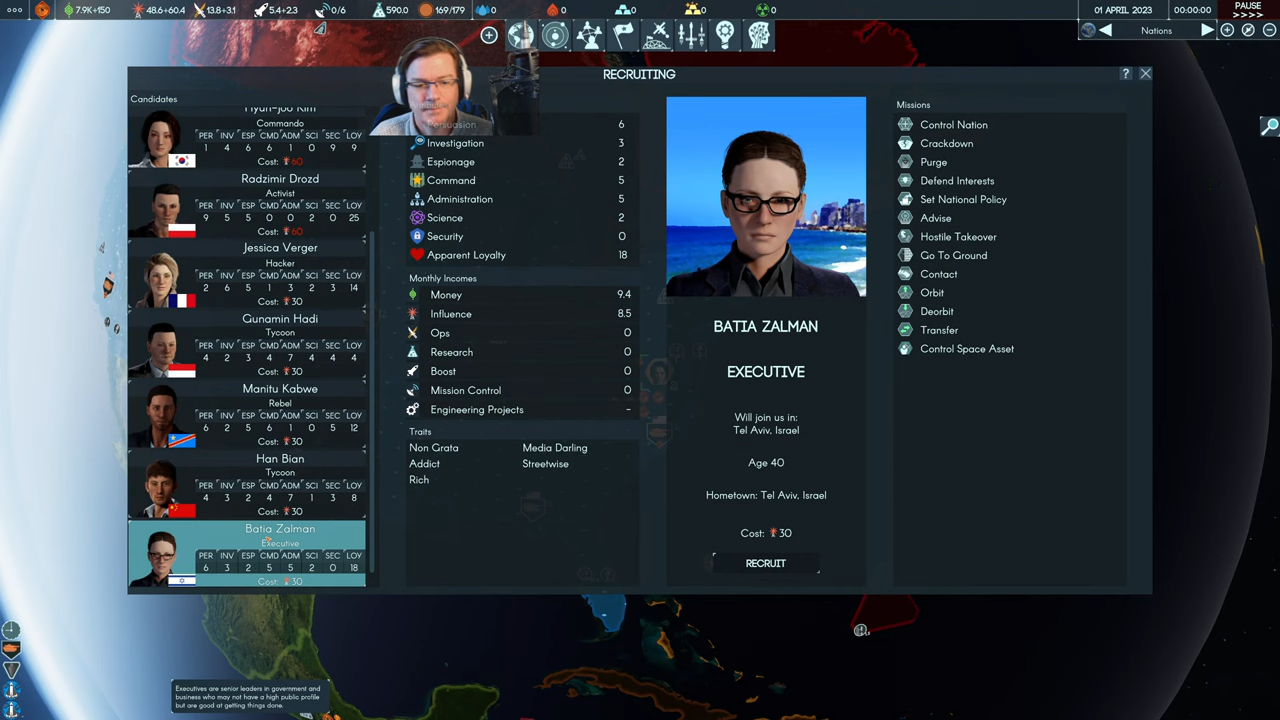 7.9K+150
48.6+60.4
13.8+3.1
5.4+2.3
0/6
590.0
169/179
0
0
0
0
0
01 APRIL 2023
00:00:00
PAUSE
>>>>
Nations
RECRUITING
?
Candidates
Hyun-joo Kim
Commando
PER INV ESP CMD ADM SCI SEC LOY
1 4 6 6 1 0 9 9
Cost: 60
Radzimir Drozd
Activist
PER INV ESP CMD ADM SCI SEC LOY
9 5 5 0 0 2 0 25
Cost: 60
Jessica Verger
Hacker
PER INV ESP CMD ADM SCI SEC LOY
2 6 5 1 3 2 3 14
Cost: 30
Gunamin Hadi
Tycoon
PER INV ESP CMD ADM SCI SEC LOY
4 2 3 4 7 4 4 4
Cost: 30
Manitu Kabwe
Rebel
PER INV ESP CMD ADM SCI SEC LOY
6 2 5 6 1 0 5 12
Cost: 30
Han Bian
Tycoon
PER INV ESP CMD ADM SCI SEC LOY
4 3 2 4 7 1 3 8
Cost: 30
Batia Zalman
Executive
PER INV ESP CMD ADM SCI SEC LOY
6 3 2 5 5 2 0 18
Cost: 30
Persuasion 6
Investigation 3
Espionage 2
Command 5
Administration 5
Science 2
Security 0
Apparent Loyalty 18
Monthly Incomes
Money 9.4
Influence 8.5
Ops 0
Research 0
Boost 0
Mission Control 0
Engineering Projects -
Traits
Non Grata Media Darling
Addict Streetwise
Rich
BATIA ZALMAN
EXECUTIVE
Will join us in:
Tel Aviv, Israel
Age 40
Hometown: Tel Aviv, Israel
Cost: 30
RECRUIT
Missions
Control Nation
Crackdown
Purge
Defend Interests
Set National Policy
Advise
Hostile Takeover
Go To Ground
Contact
Orbit
Deorbit
Transfer
Control Space Asset
Executives are senior leaders in government and
business who may not have a high public profile
but are good at getting things done.